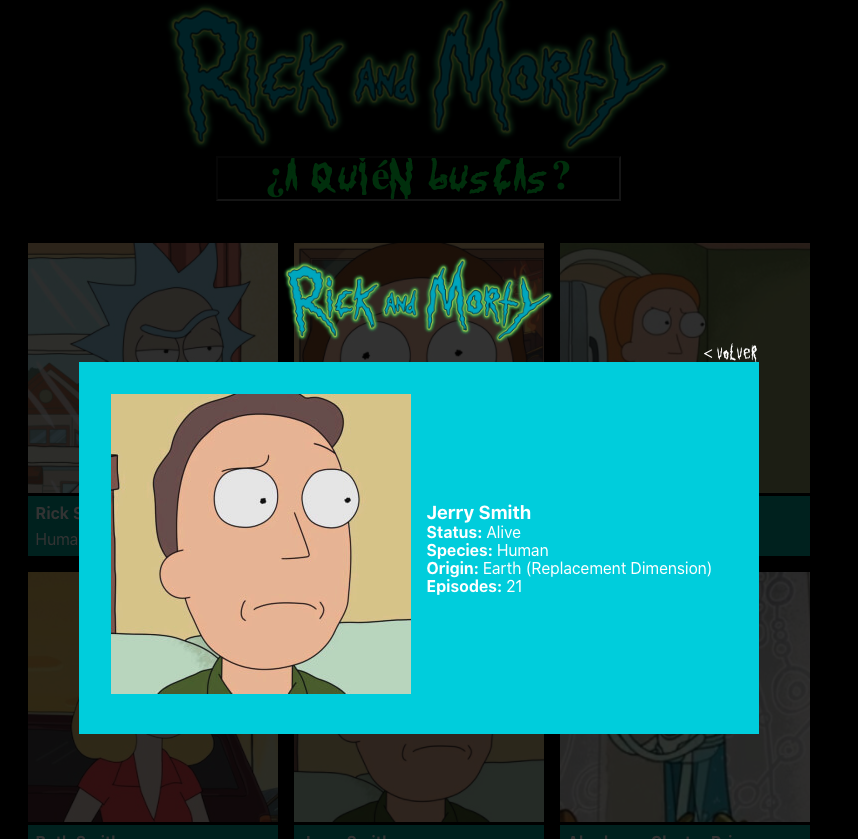 Rick and Morty
¿A quién buscas?
Rick and Morty
< volver
Rick S
Huma
Jerry Smith
Status: Alive
Species: Human
Origin: Earth (Replacement Dimension)
Episodes: 21